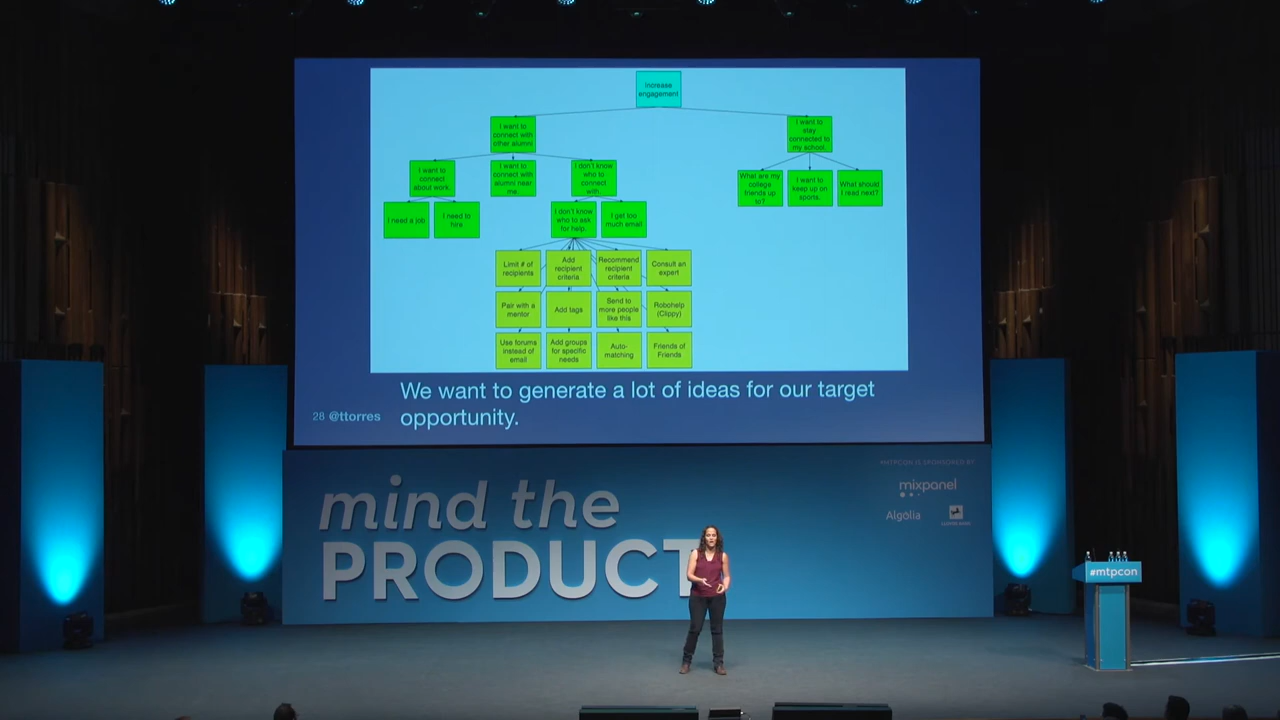 Increase
engagement
I want to
connect with
other alumni
I want to
stay
connected to
my school.
I want to
connect
about work.
I want to
connect with
alumni near
me.
I don't know
who to
connect
with.
What are my
college
friends up
to?
I want to
keep up on
sports.
What should
I read next?
I need a job
I need to
hire
I don't know
who to ask
for help.
I get too
much email
Limit # of
recipients
Add
recipient
criteria
Recommend
recipient
criteria
Consult an
expert
Pair with a
mentor
Add tags
Send to
more people
like this
Robohelp
(Clippy)
Use forums
instead of
email
Add groups
for specific
needs
Auto-
matching
Friends of
Friends
We want to generate a lot of ideas for our target
opportunity.
28 @ttorres
mind the
PRODUCT
#MTPCON IS SPONSORED BY
mixpanel
Algolia
#mtpcon